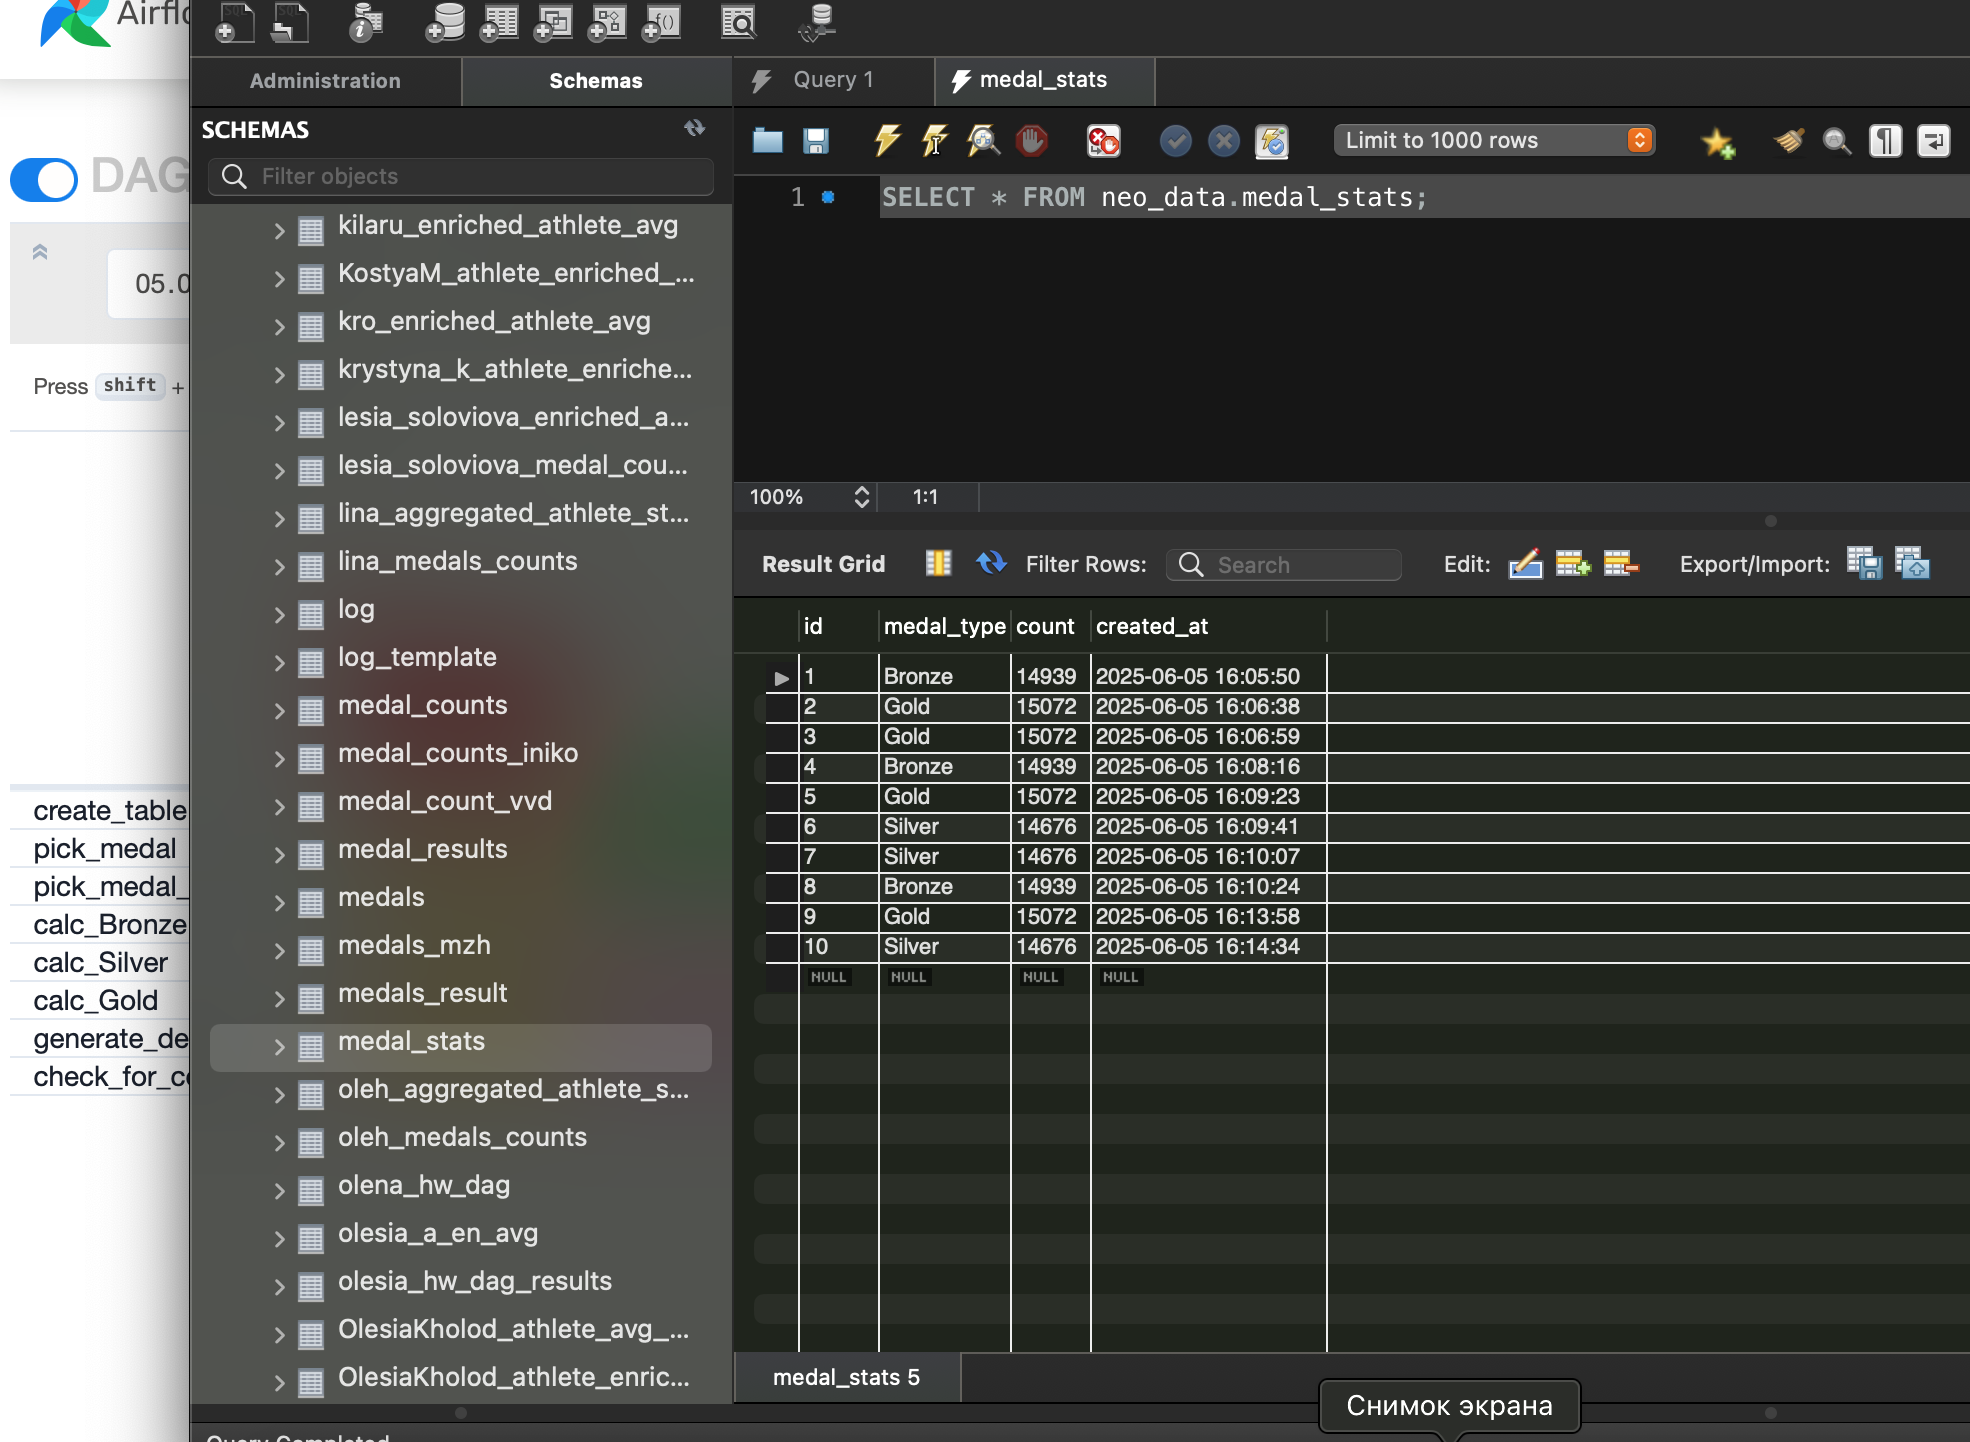 Airflo
DAG
05.0
Press shift +
create_table
pick_medal
pick_medal_
calc_Bronze
calc_Silver
calc_Gold
generate_de
check_for_co
Administration
Schemas
SCHEMAS
Filter objects
kilaru_enriched_athlete_avg
KostyaM_athlete_enriched_...
kro_enriched_athlete_avg
krystyna_k_athlete_enriche...
lesia_soloviova_enriched_a...
lesia_soloviova_medal_cou...
lina_aggregated_athlete_st...
lina_medals_counts
log
log_template
medal_counts
medal_counts_iniko
medal_count_vvd
medal_results
medals
medals_mzh
medals_result
medal_stats
oleh_aggregated_athlete_s...
oleh_medals_counts
olena_hw_dag
olesia_a_en_avg
olesia_hw_dag_results
OlesiaKholod_athlete_avg_...
OlesiaKholod_athlete_enric...
Query Completed
Query 1
medal_stats
Limit to 1000 rows
1 SELECT * FROM neo_data.medal_stats;
100% 1:1
Result Grid Filter Rows: Search Edit: Export/Import:
id medal_type count created_at
1 Bronze 14939 2025-06-05 16:05:50
2 Gold 15072 2025-06-05 16:06:38
3 Gold 15072 2025-06-05 16:06:59
4 Bronze 14939 2025-06-05 16:08:16
5 Gold 15072 2025-06-05 16:09:23
6 Silver 14676 2025-06-05 16:09:41
7 Silver 14676 2025-06-05 16:10:07
8 Bronze 14939 2025-06-05 16:10:24
9 Gold 15072 2025-06-05 16:13:58
10 Silver 14676 2025-06-05 16:14:34
NULL NULL NULL NULL
medal_stats 5
Снимок экрана